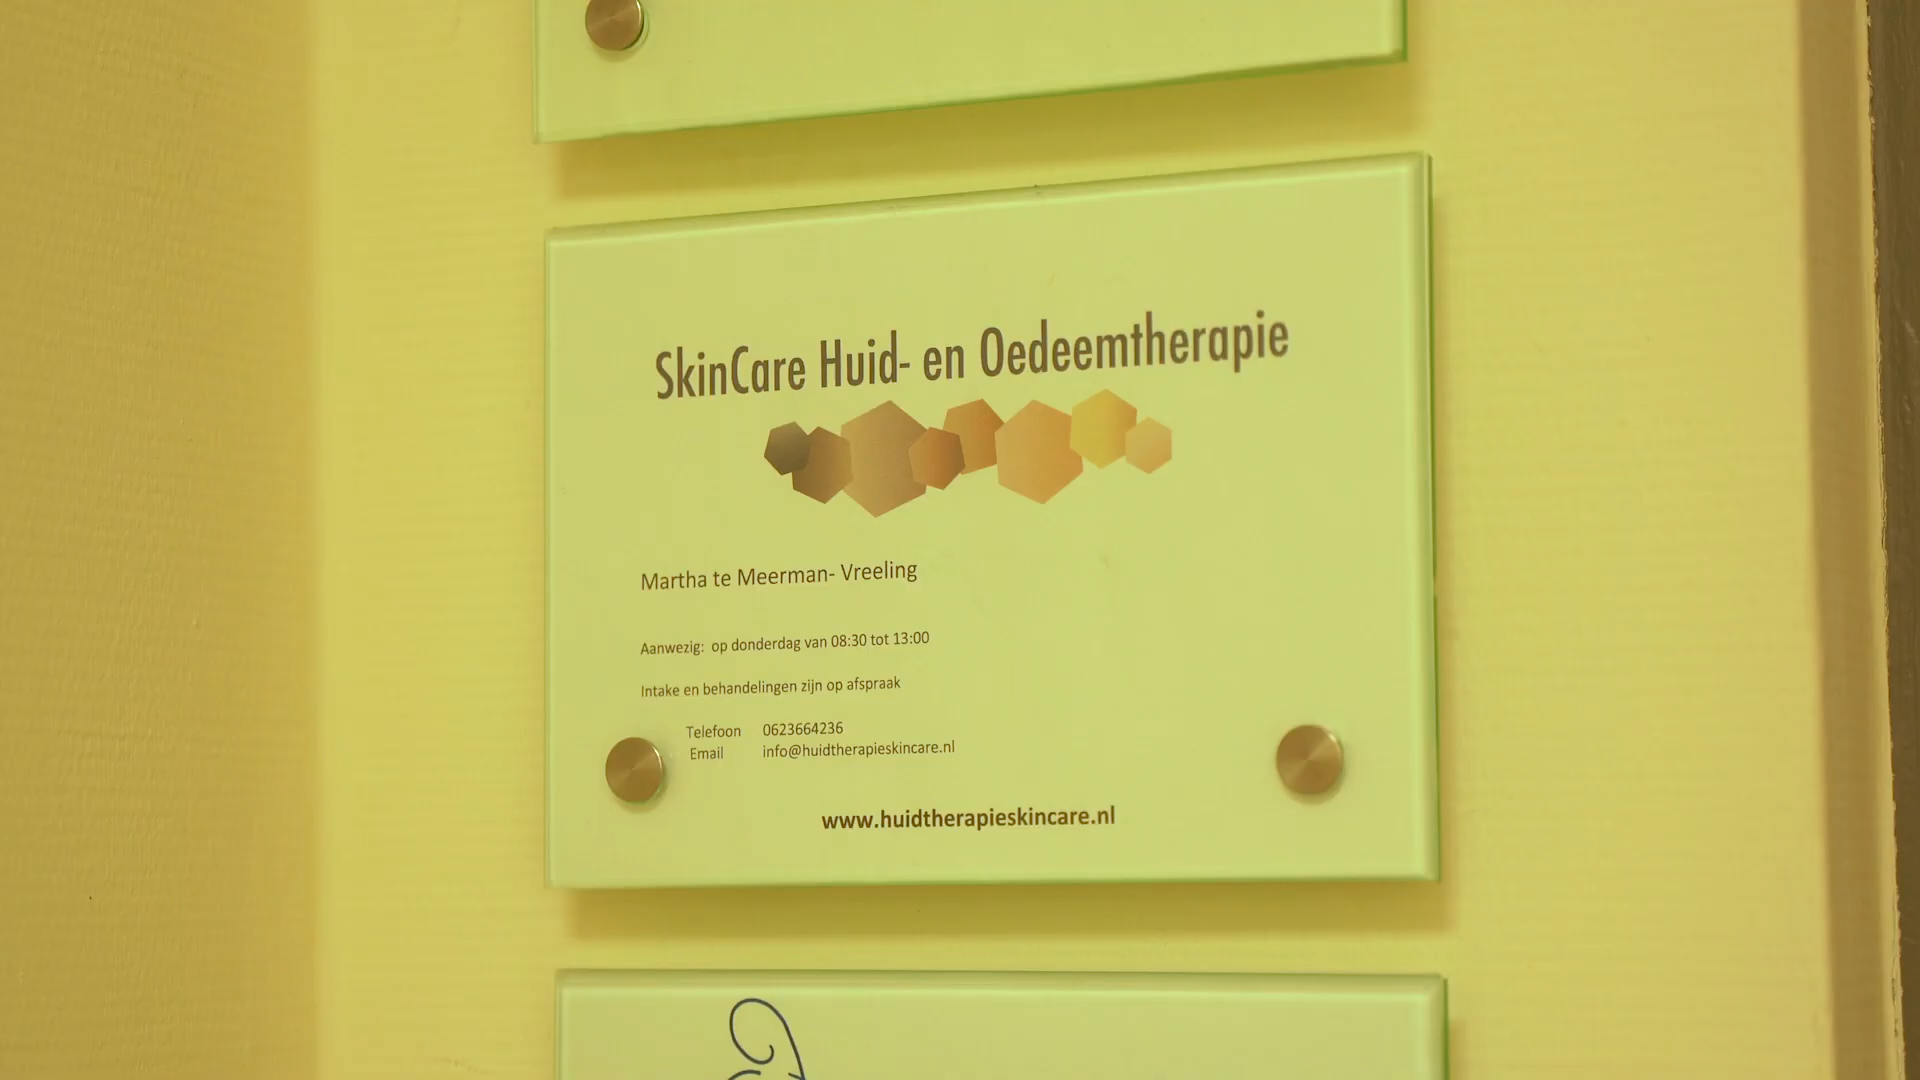 SkinCare Huid- en Oedeemtherapie
Martha te Meerman- Vreeling
Aanwezig: op donderdag van 08:30 tot 13:00
Intake en behandelingen zijn op afspraak
Telefoon 0623664236
Email info@huidtherapieskincare.nl
www.huidtherapieskincare.nl